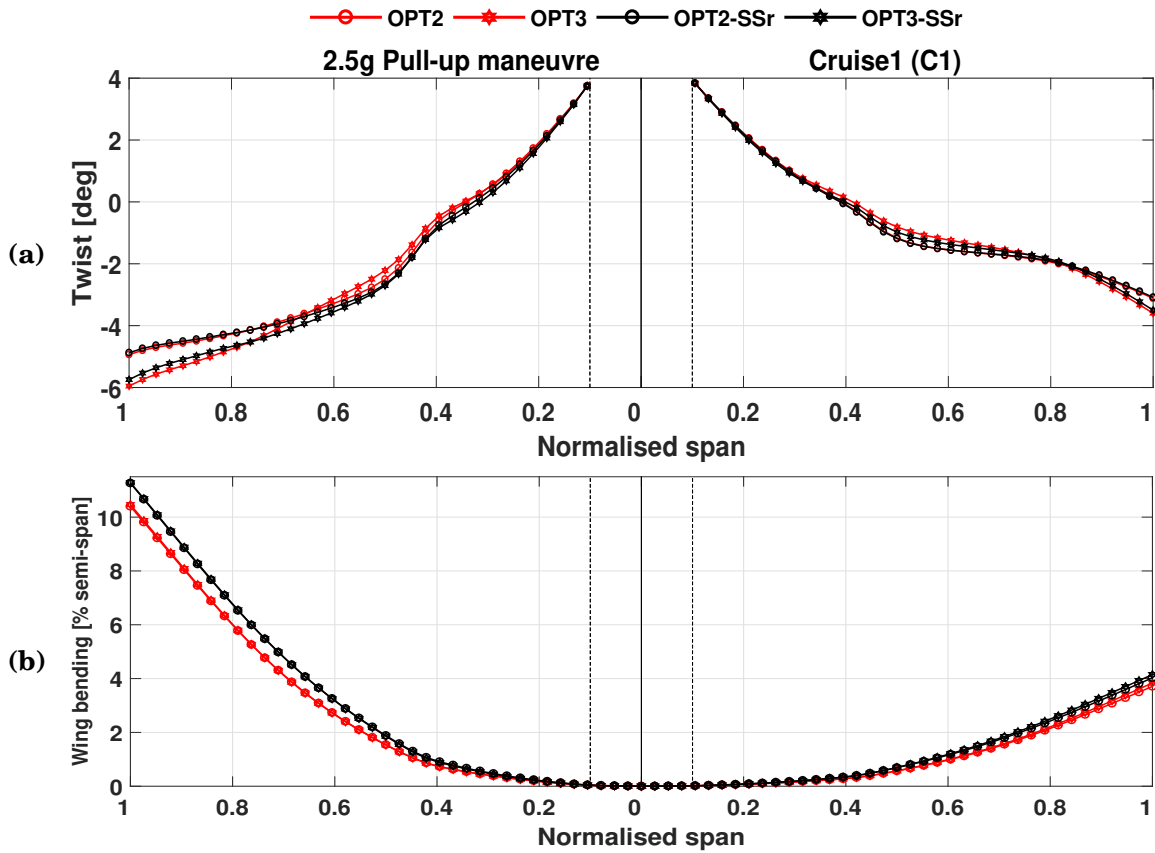 OPT2 OPT3 OPT2-SSr OPT3-SSr
2.5g Pull-up maneuvre Cruise1 (C1)
(a)
Twist [deg]
4
2
0
-2
-4
-6
1 0.8 0.6 0.4 0.2 0 0.2 0.4 0.6 0.8 1
Normalised span
(b)
Wing bending [% semi-span]
10
8
6
4
2
0
1 0.8 0.6 0.4 0.2 0 0.2 0.4 0.6 0.8 1
Normalised span